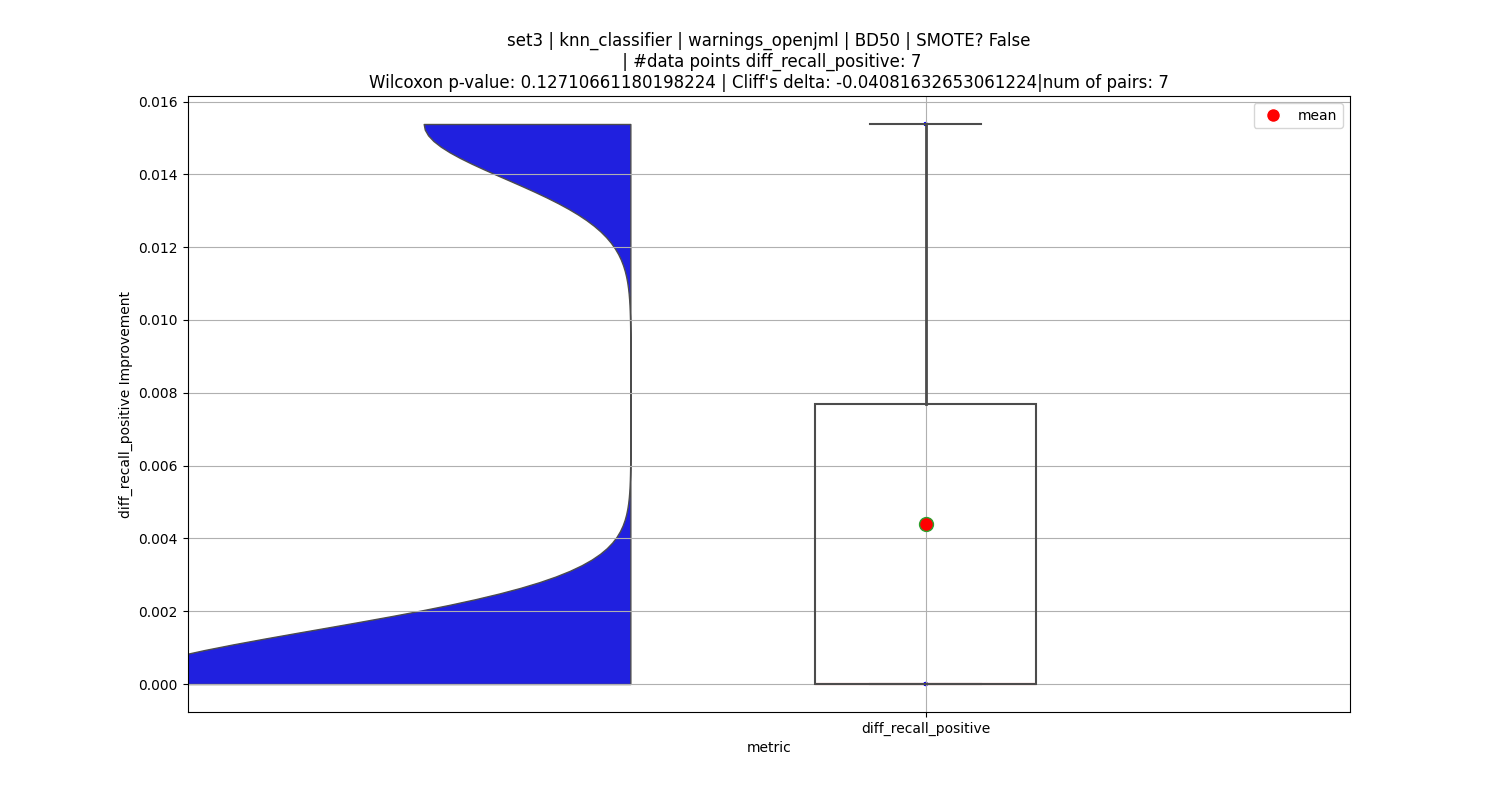 set3 | knn_classifier | warnings_openjml | BD50 | SMOTE? False
| #data points diff_recall_positive: 7
Wilcoxon p-value: 0.12710661180198224 | Cliff's delta: -0.04081632653061224|num of pairs: 7
mean
0.016
0.014
0.012
0.010
0.008
0.006
0.004
0.002
0.000
diff_recall_positive Improvement
diff_recall_positive
metric